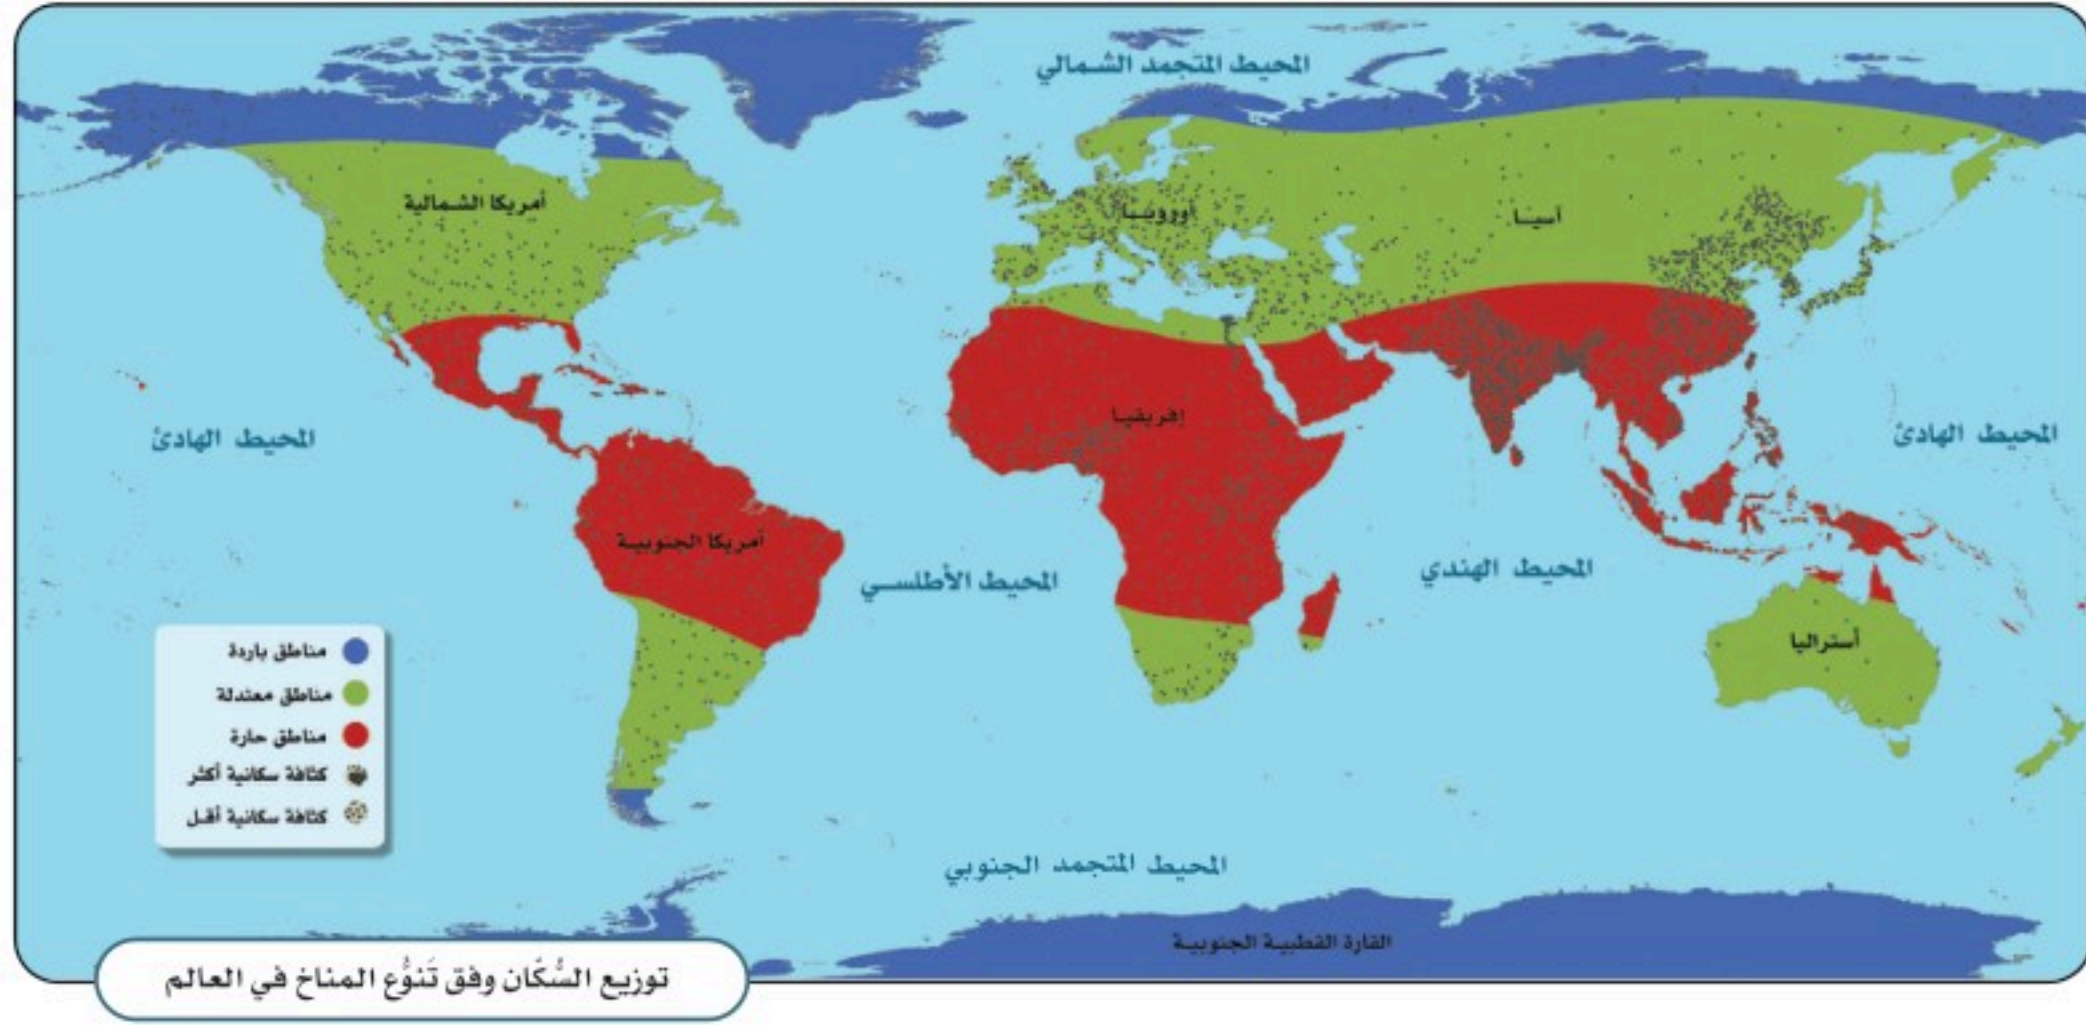 المحيط المتجمد الشمالي
أمريكا الشمالية
أوروبا
آسيا
إفريقيا
المحيط الهادئ
المحيط الهادئ
أمريكا الجنوبية
المحيط الأطلسي
المحيط الهندي
أستراليا
مناطق باردة
مناطق معتدلة
مناطق حارة
كثافة سكانية أكثر
كثافة سكانية أقل
المحيط المتجمد الجنوبي
القارة القطبية الجنوبية
توزيع السُّكّان وفق تَنوُّع المناخ في العالم